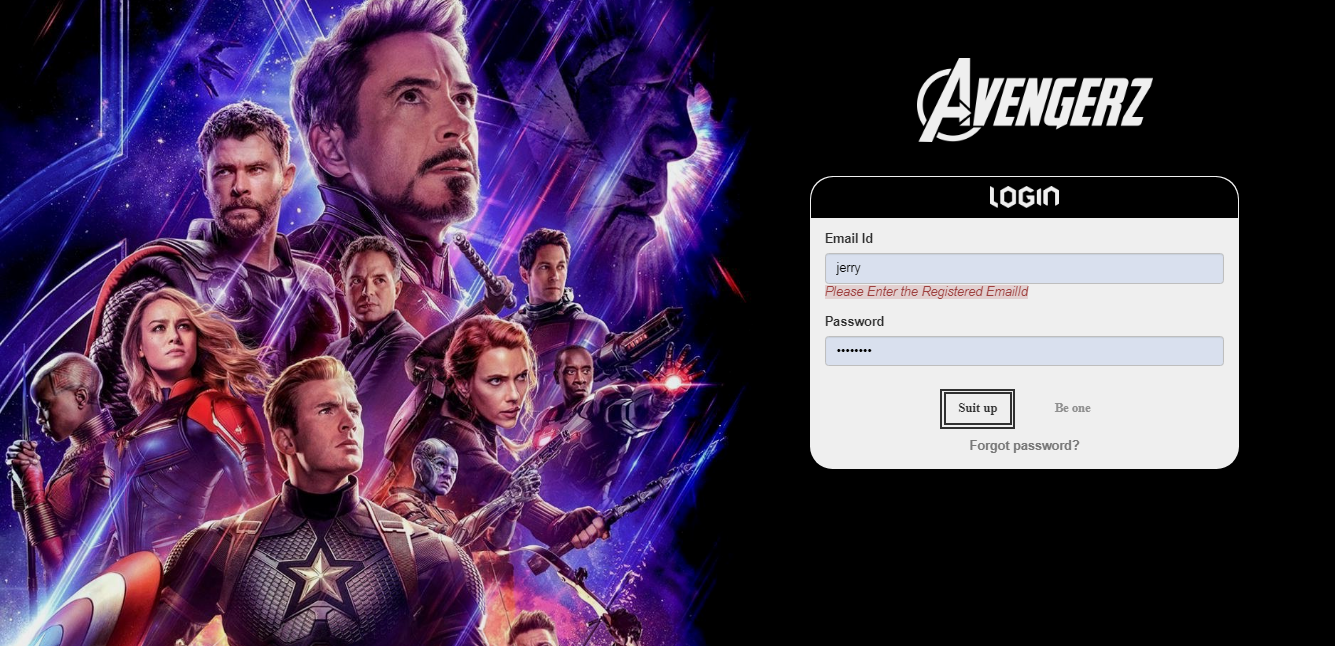 AVENGERZ
LOGIN
Email Id
jerry
Please Enter the Registered EmailId
Password
••••••••
Suit up
Be one
Forgot password?